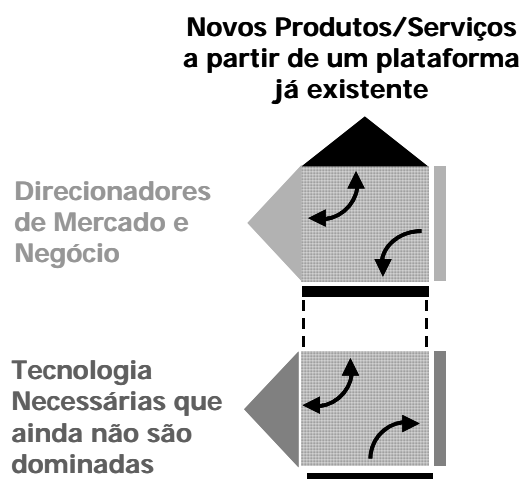 Novos Produtos/Serviços
a partir de um plataforma
já existente
Direcionadores
de Mercado e
Negócio
Tecnologia
Necessárias que
ainda não são
dominadas